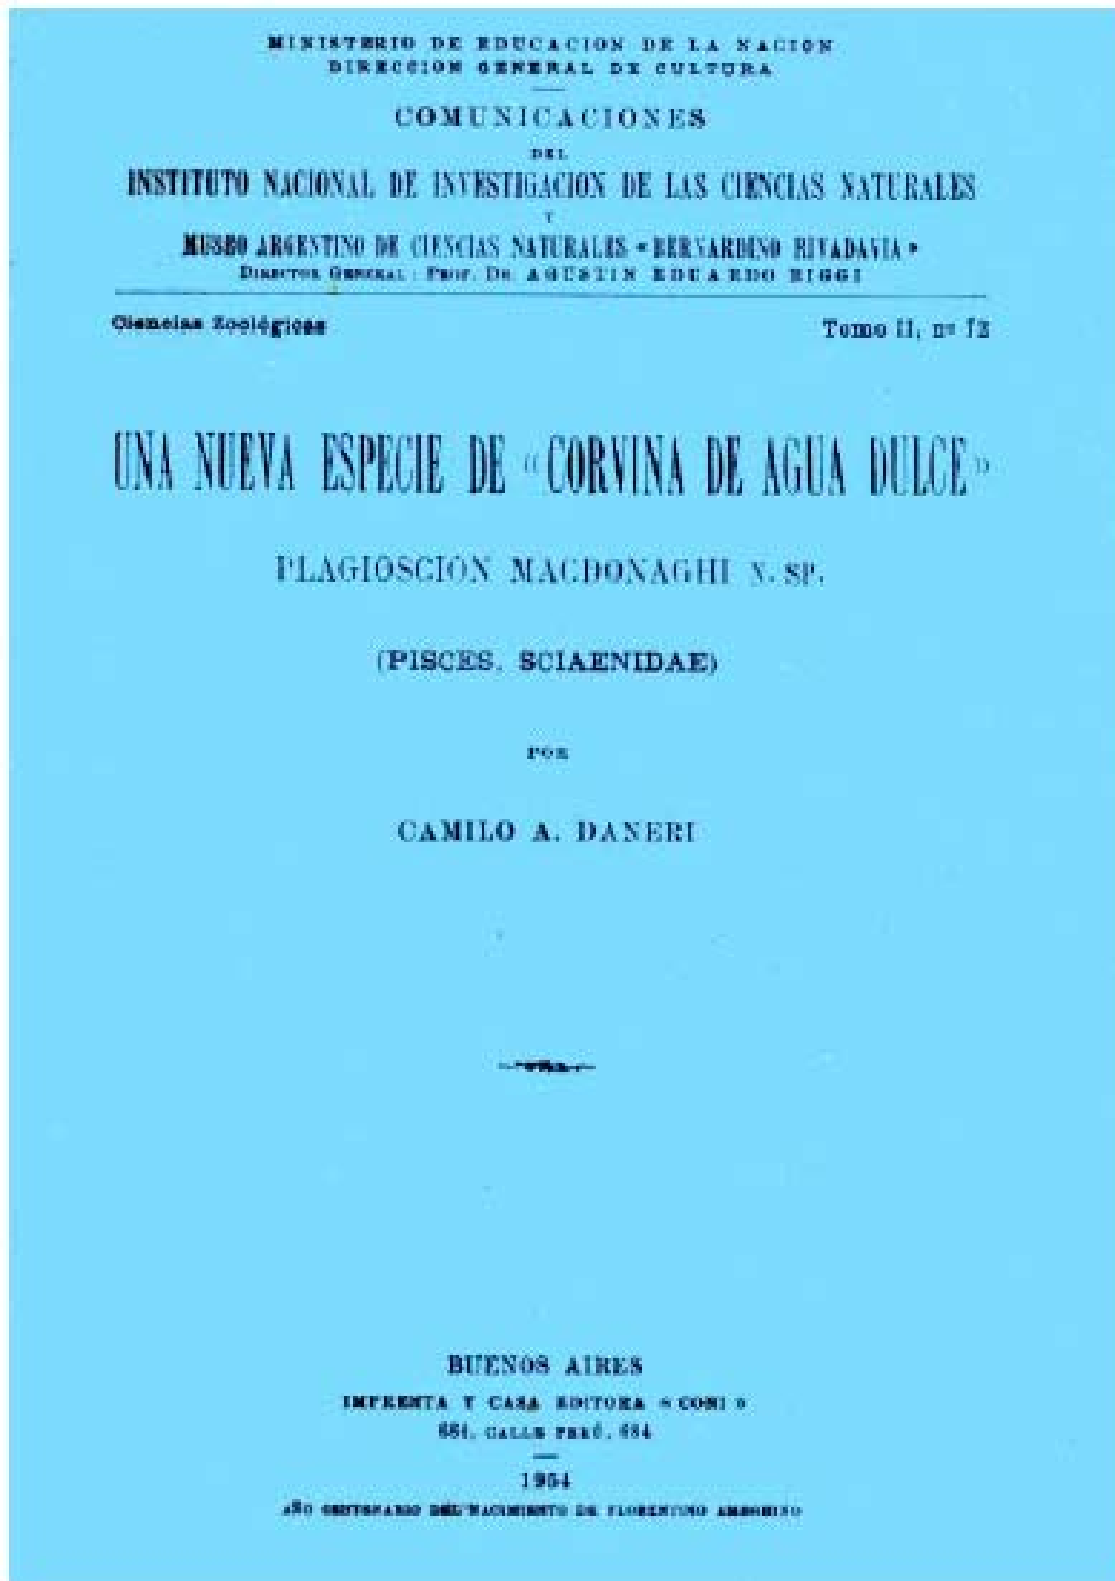 MINISTERIO DE EDUCACION DE LA NACION
DIRECCION GENERAL DE CULTURA
COMUNICACIONES
DEL
INSTITUTO NACIONAL DE INVESTIGACION DE LAS CIENCIAS NATURALES
Y
MUSEO ARGENTINO DE CIENCIAS NATURALES « BERNARDINO RIVADAVIA »
DIRECTOR GENERAL : PROF. DR. AGUSTIN EDUARDO RIGGI
Ciencias Zoológicas Tomo II, nº 12
UNA NUEVA ESPECIE DE « CORVINA DE AGUA DULCE »
PLAGIOSCION MACDONAGHI N. SP.
(PISCES, SCIAENIDAE)
POR
CAMILO A. DANERI
BUENOS AIRES
IMPRENTA Y CASA EDITORA « CONI »
684, CALLE PERÚ, 684
1954
AÑO CENTENARIO DEL NACIMIENTO DE FLORENTINO AMEGHINO